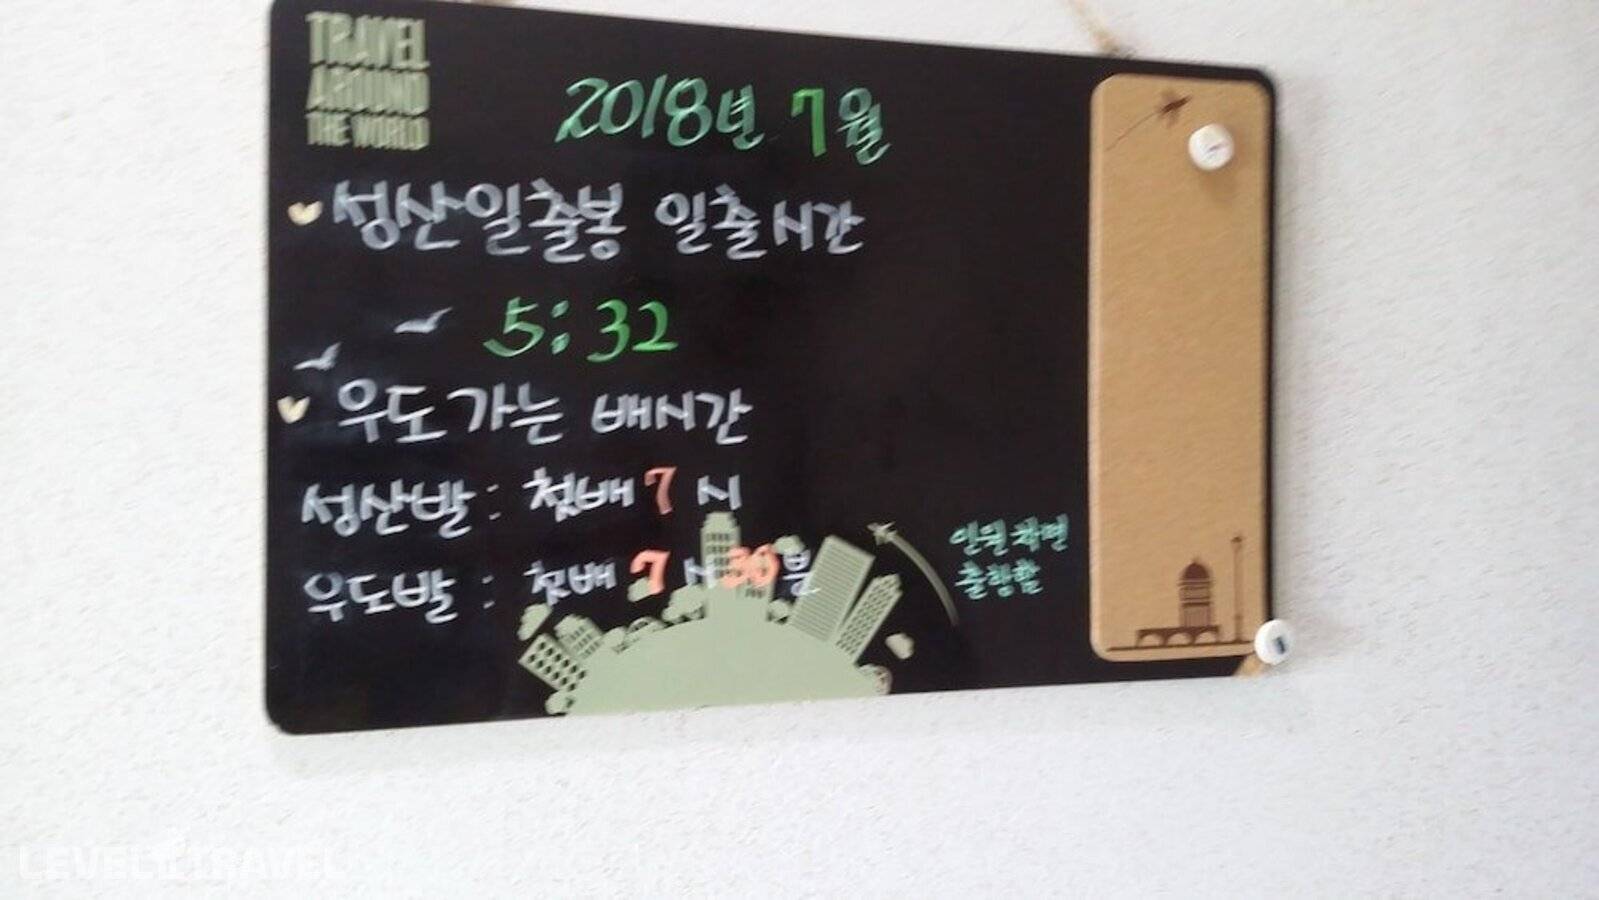 TRAVEL
AROUND
THE WORLD
2018년 7월
성산일출봉 일출시간
5:32
우도 가는 배시간
성산발 : 첫배 7시
우도발 : 첫배 7시 30분
인원 차면
출항함
LEVEL TRAVEL